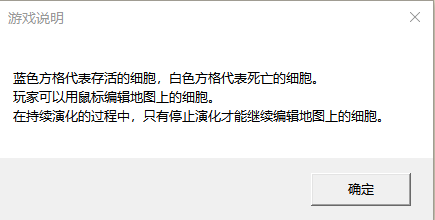 游戏说明
蓝色方格代表存活的细胞，白色方格代表死亡的细胞。
玩家可以用鼠标编辑地图上的细胞。
在持续演化的过程中，只有停止演化才能继续编辑地图上的细胞。
确定